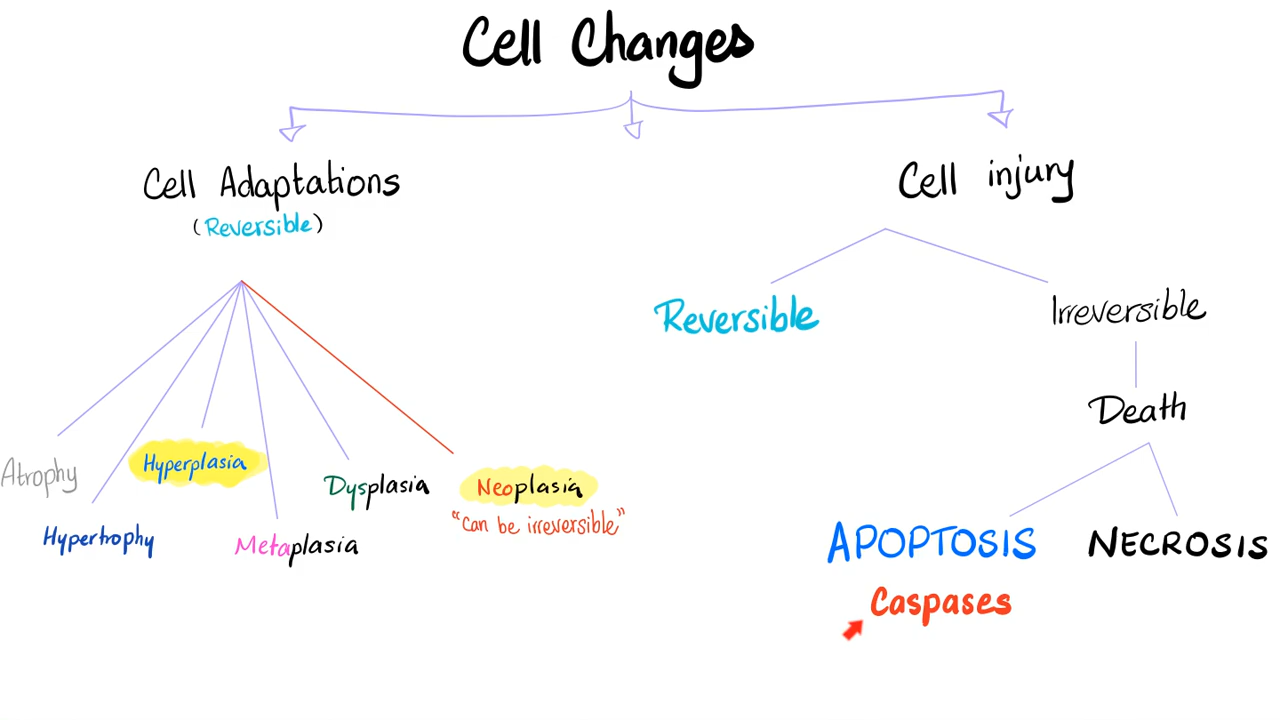 Cell Changes
Cell Adaptations
(Reversible)
Atrophy
Hypertrophy
Hyperplasia
Metaplasia
Dysplasia
Neoplasia
"Can be irreversible"
Cell injury
Reversible
Irreversible
Death
APOPTOSIS
Caspases
NECROSIS